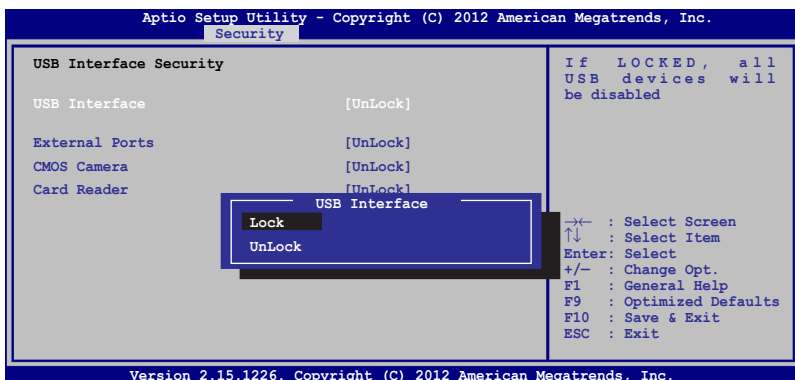 Aptio Setup Utility - Copyright (C) 2012 American Megatrends, Inc.
Security
USB Interface Security
USB Interface [UnLock]
External Ports [UnLock]
CMOS Camera [UnLock]
Card Reader [UnLock]
USB Interface
Lock
UnLock
If LOCKED, all
USB devices will
be disabled
→← : Select Screen
↑↓ : Select Item
Enter: Select
+/— : Change Opt.
F1 : General Help
F9 : Optimized Defaults
F10 : Save & Exit
ESC : Exit
Version 2.15.1226. Copyright (C) 2012 American Megatrends, Inc.